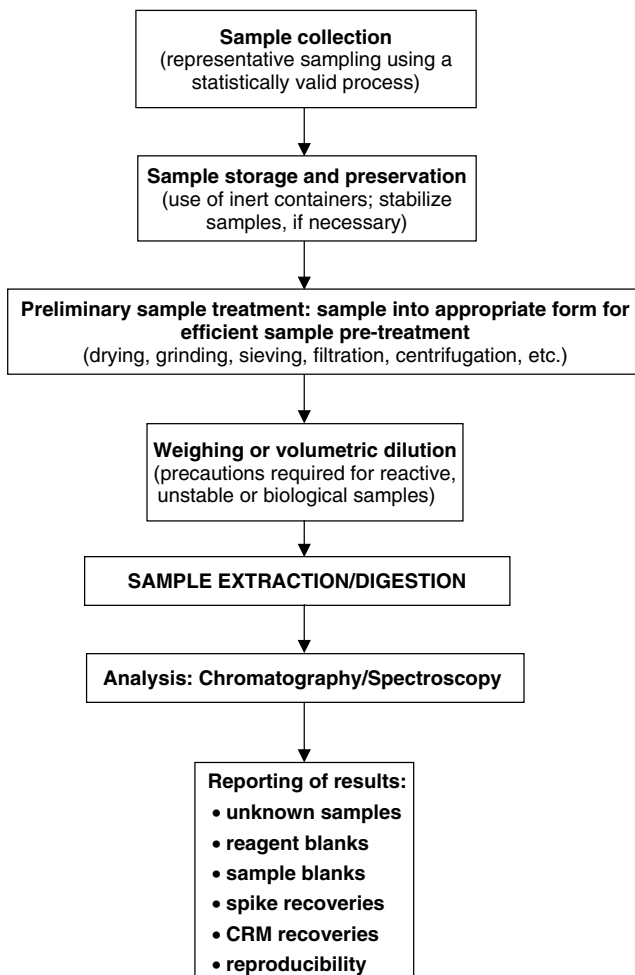 Sample collection
(representative sampling using a
statistically valid process)
Sample storage and preservation
(use of inert containers; stabilize
samples, if necessary)
Preliminary sample treatment: sample into appropriate form for
efficient sample pre-treatment
(drying, grinding, sieving, filtration, centrifugation, etc.)
Weighing or volumetric dilution
(precautions required for reactive,
unstable or biological samples)
SAMPLE EXTRACTION/DIGESTION
Analysis: Chromatography/Spectroscopy
Reporting of results:
• unknown samples
• reagent blanks
• sample blanks
• spike recoveries
• CRM recoveries
• reproducibility